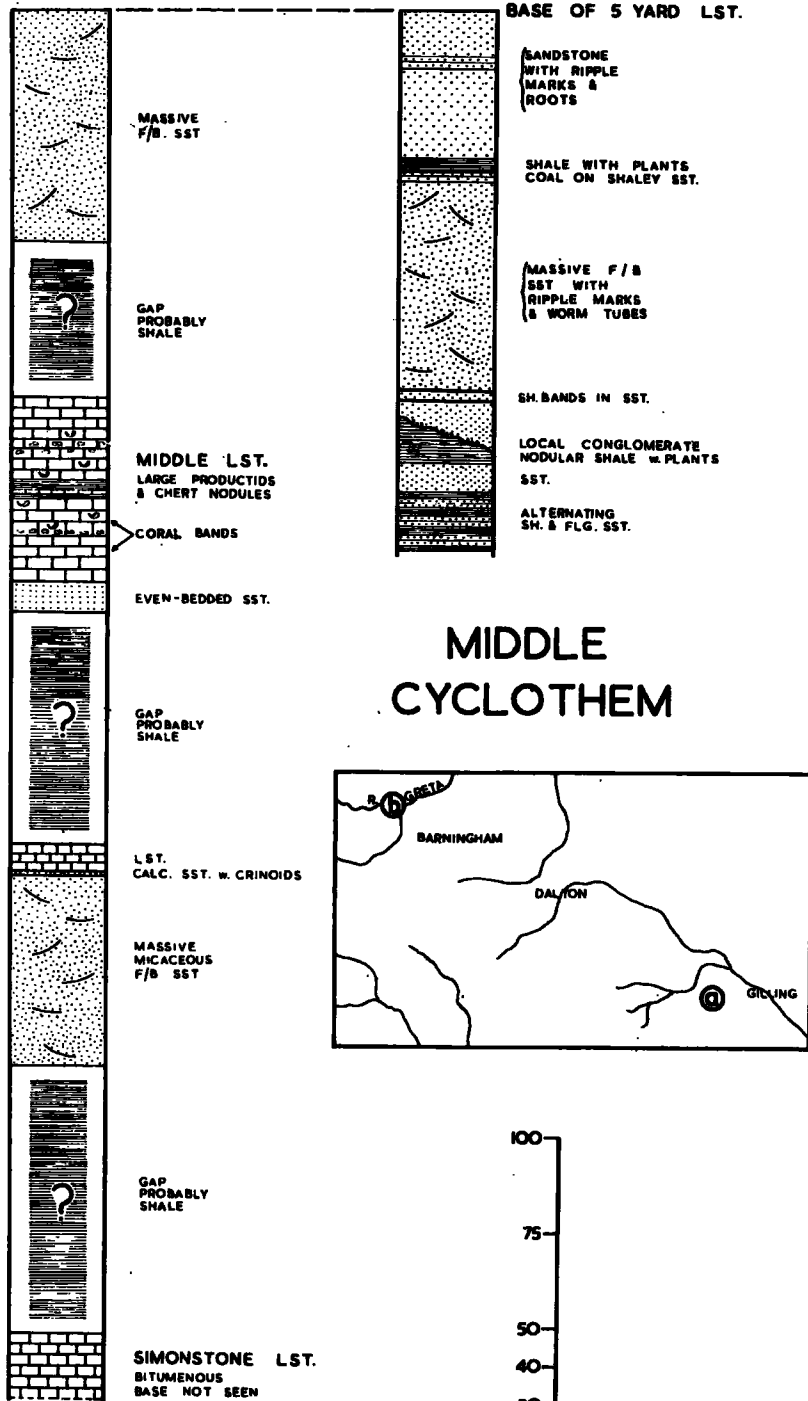 BASE OF 5 YARD LST.
MASSIVE
F/B. SST
?
GAP
PROBABLY
SHALE
MIDDLE LST.
LARGE PRODUCTIDS
& CHERT NODULES
CORAL BANDS
EVEN-BEDDED SST.
?
GAP
PROBABLY
SHALE
LST.
CALC. SST. w. CRINOIDS
MASSIVE
MICACEOUS
F/B SST
?
GAP
PROBABLY
SHALE
SIMONSTONE LST.
BITUMENOUS
BASE NOT SEEN
SANDSTONE
WITH RIPPLE
MARKS &
ROOTS
SHALE WITH PLANTS
COAL ON SHALEY SST.
MASSIVE F/B
SST WITH
RIPPLE MARKS
& WORM TUBES
SH. BANDS IN SST.
LOCAL CONGLOMERATE
NODULAR SHALE w. PLANTS
SST.
ALTERNATING
SH. & FLG. SST.
MIDDLE
CYCLOTHEM
R. GRETA
b
BARNINGHAM
DALTON
a
GILLING
100
75
50
40